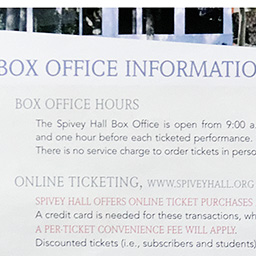 BOX OFFICE INFORMATIO
BOX OFFICE HOURS
The Spivey Hall Box Office is open from 9:00 a.
and one hour before each ticketed performance.
There is no service charge to order tickets in perso
ONLINE TICKETING, WWW.SPIVEYHALL.ORG
SPIVEY HALL OFFERS ONLINE TICKET PURCHASES
A credit card is needed for these transactions, wh
A PER-TICKET CONVENIENCE FEE WILL APPLY.
Discounted tickets (i.e., subscribers and students)